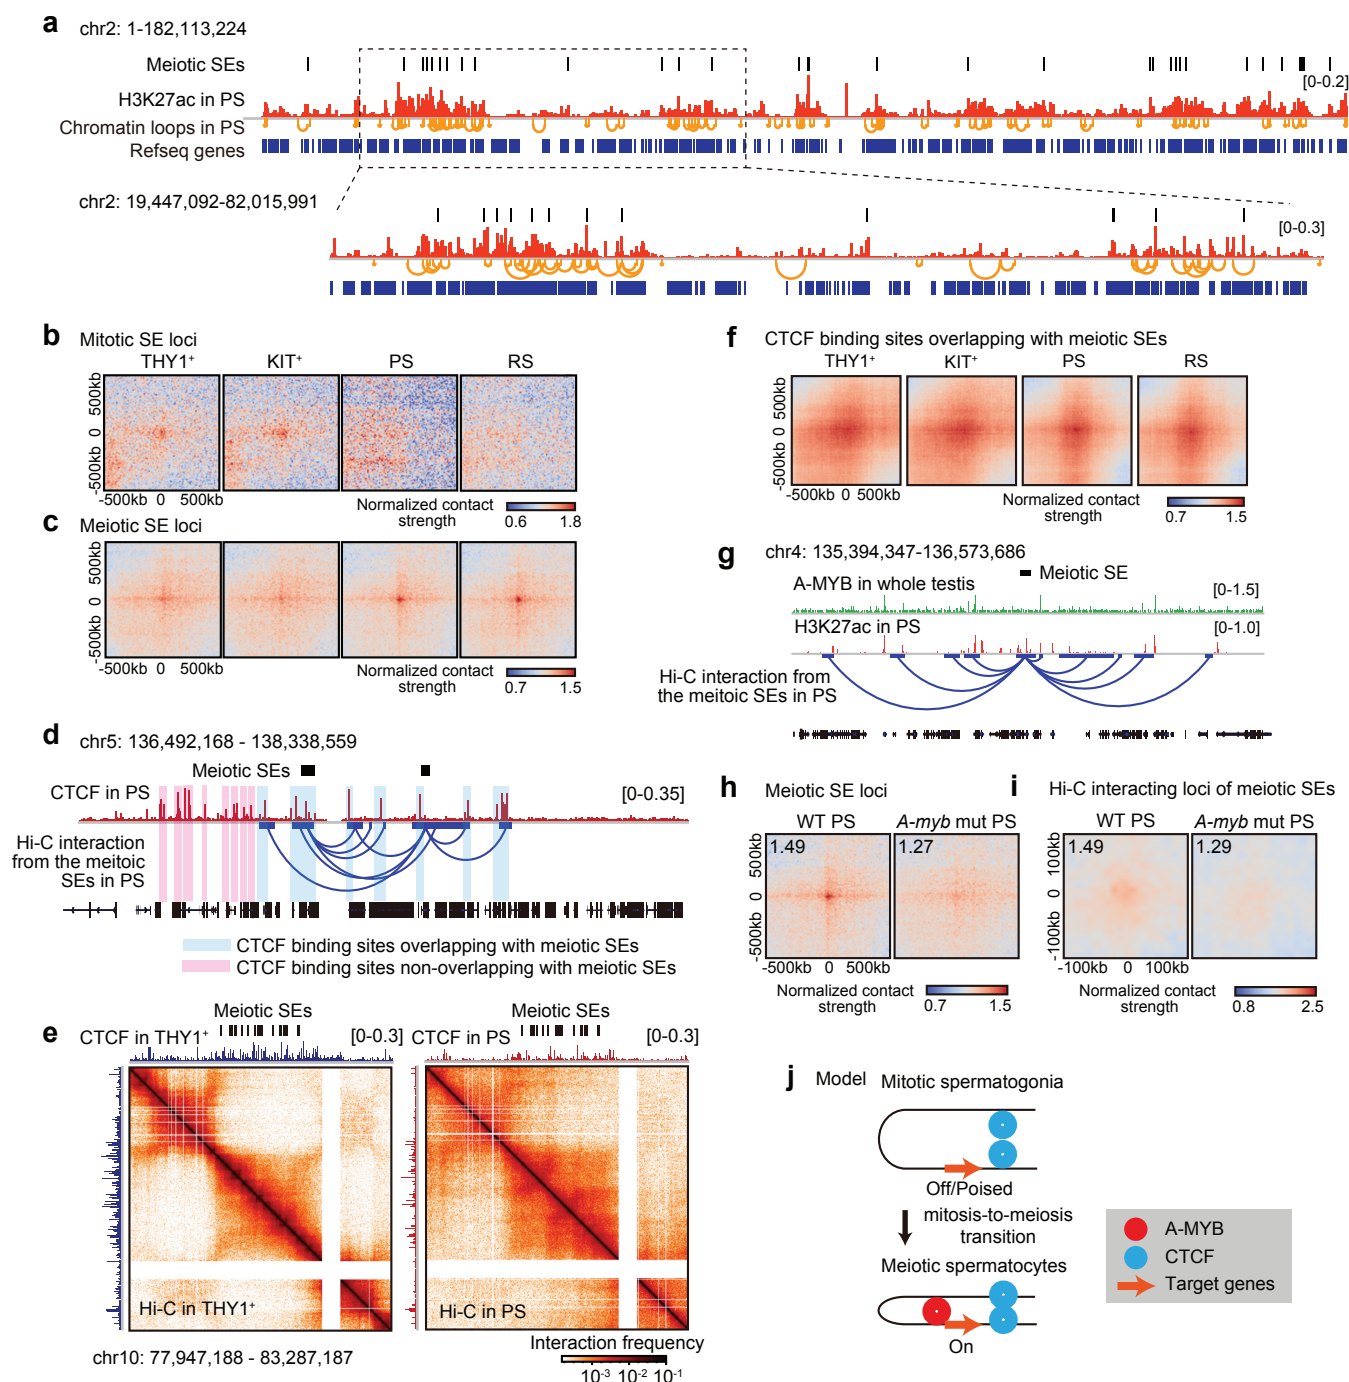 a
chr2: 1-182,113,224
Meiotic SEs
[0-0.2]
H3K27ac in PS
Chromatin loops in PS
Refseq genes
chr2: 19,447,092-82,015,991
[0-0.3]
b
Mitotic SE loci
THY1+ KIT+ PS RS
500kb
0
-500kb
-500kb 0 500kb
Normalized contact strength
0.6 1.8
c
Meiotic SE loci
500kb
0
-500kb
-500kb 0 500kb
Normalized contact strength
0.7 1.5
d
chr5: 136,492,168 - 138,338,559
Meiotic SEs
CTCF in PS
[0-0.35]
Hi-C interaction
from the meitoic
SEs in PS
CTCF binding sites overlapping with meiotic SEs
CTCF binding sites non-overlapping with meiotic SEs
e
Meiotic SEs
CTCF in THY1+
[0-0.3]
Hi-C in THY1+
Meiotic SEs
CTCF in PS
[0-0.3]
Hi-C in PS
chr10: 77,947,188 - 83,287,187
Interaction frequency
10-3 10-2 10-1
f
CTCF binding sites overlapping with meiotic SEs
THY1+ KIT+ PS RS
500kb
0
-500kb
-500kb 0 500kb
Normalized contact
strength
0.7 1.5
g
chr4: 135,394,347-136,573,686
Meiotic SE
A-MYB in whole testis
[0-1.5]
H3K27ac in PS
[0-1.0]
Hi-C interaction from
the meitoic SEs in PS
h
Meiotic SE loci
WT PS A-myb mut PS
1.49 1.27
500kb
0
-500kb
-500kb 0 500kb
Normalized contact
strength
0.7 1.5
i
Hi-C interacting loci of meiotic SEs
WT PS A-myb mut PS
1.49 1.29
100kb
0
-100kb
-100kb 0 100kb
Normalized contact
strength
0.8 2.5
j
Model
Mitotic spermatogonia
Off/Poised
mitosis-to-meiosis
transition
Meiotic spermatocytes
On
A-MYB
CTCF
Target genes